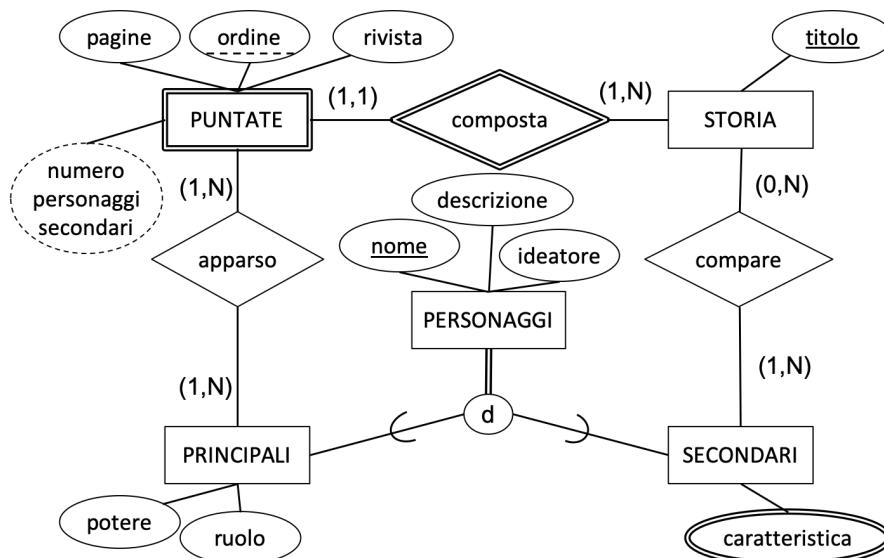 pagine
ordine
rivista
titolo
PUNTATE
(1,1)
composta
(1,N)
STORIA
numero
personaggi
secondari
(1,N)
descrizione
(0,N)
nome
ideatore
apparso
compare
PERSONAGGI
(1,N)
(1,N)
d
PRINCIPALI
SECONDARI
potere
ruolo
caratteristica